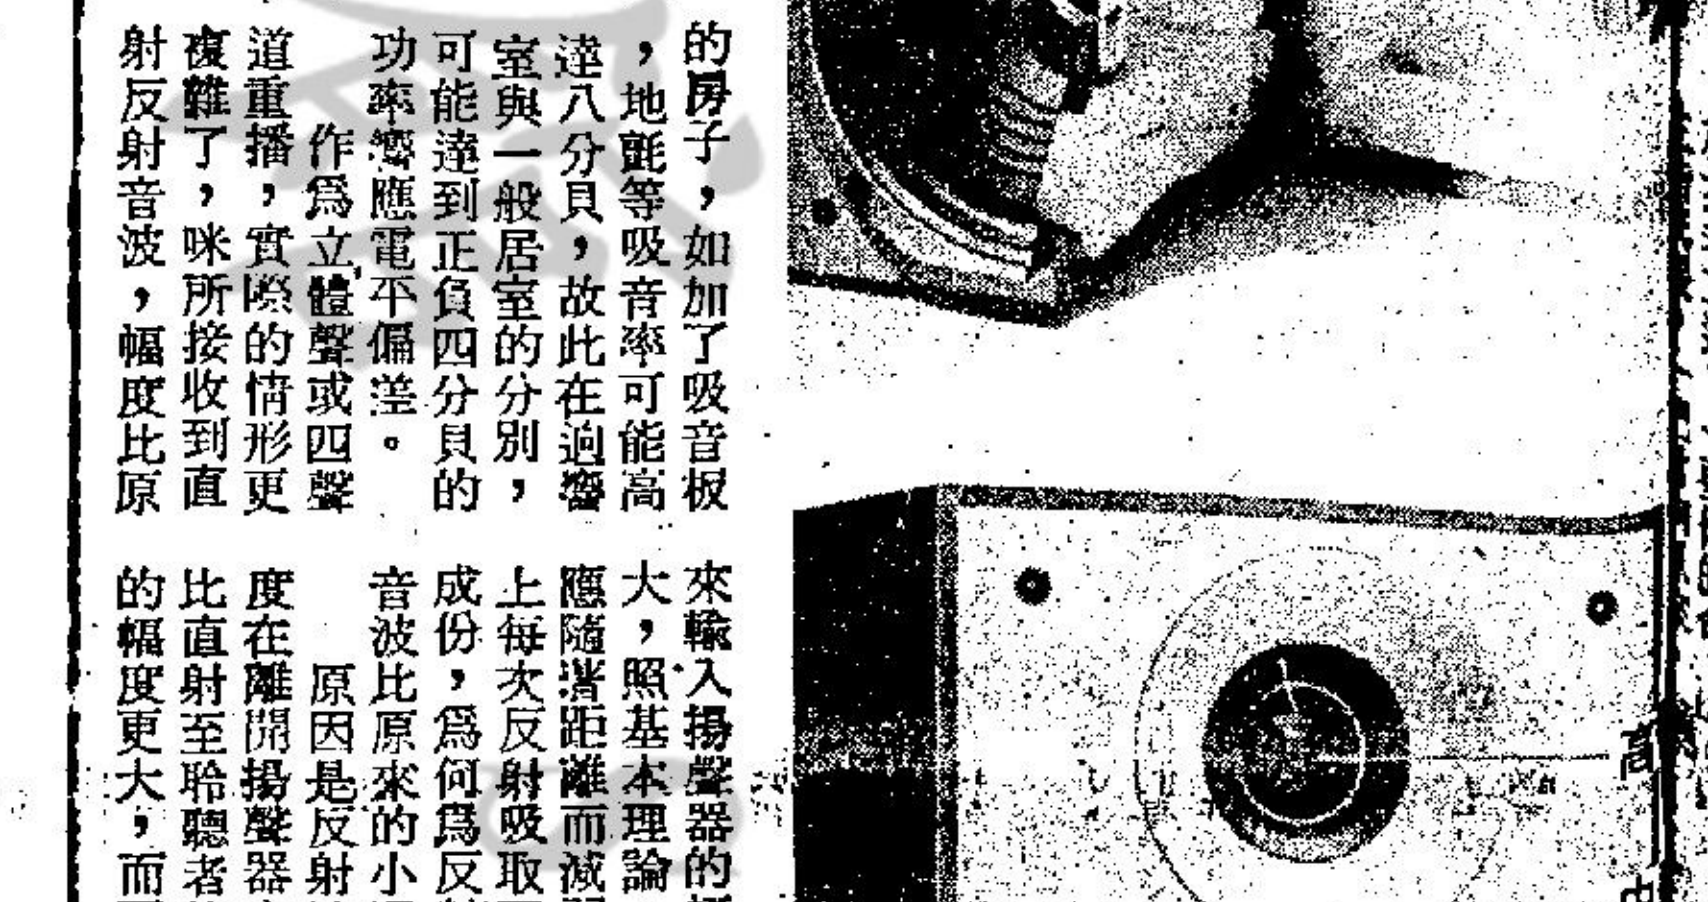 的房子，如加了吸音板
，地氈等吸音率可能高
達八分貝，故此在迴響
室與一般居室的分別，
可能達到正負四分貝的
功率響應電平偏差。
作爲立體聲或四聲
道重播，實際的情形更
複雜了，咪所接收到直
射反射音波，幅度比原
來輸入揚聲器的
大，照基本理論
應隨着距離而減
上每次反射吸取
成份，爲何爲反
音波比原來的小
原因是反射
度在離開揚聲器
比直射至聆聽者
的幅度更大，而
高
中